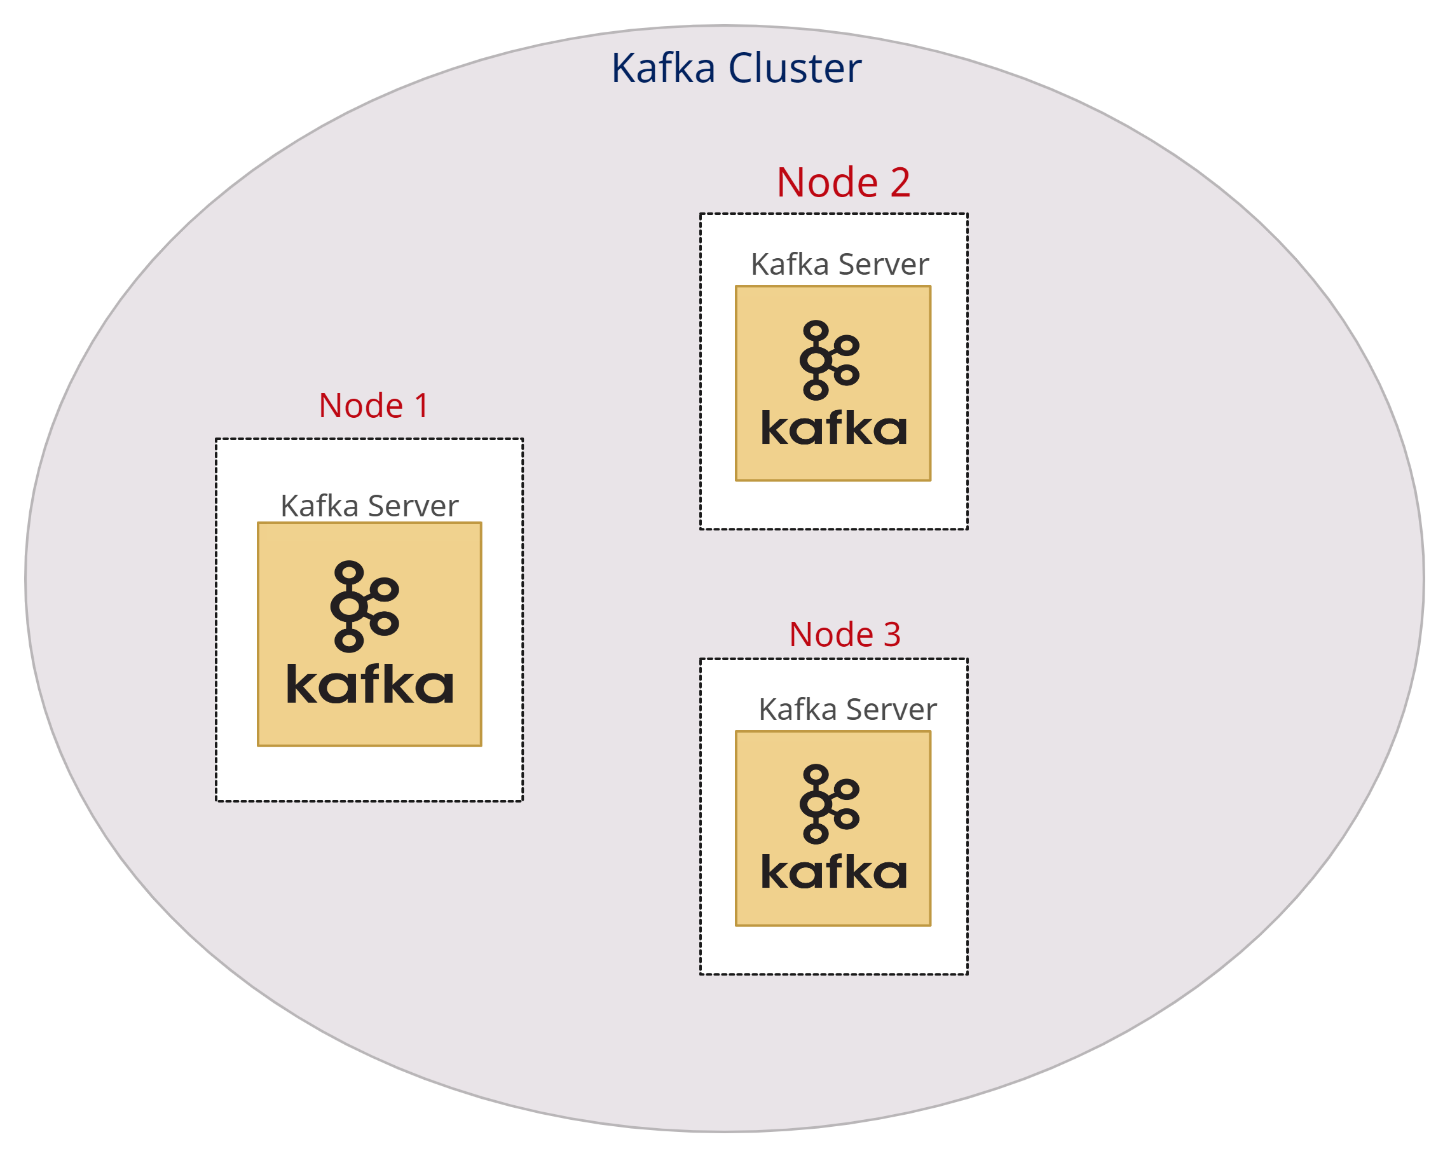 Kafka Cluster
Node 1
Kafka Server
kafka
Node 2
Kafka Server
kafka
Node 3
Kafka Server
kafka